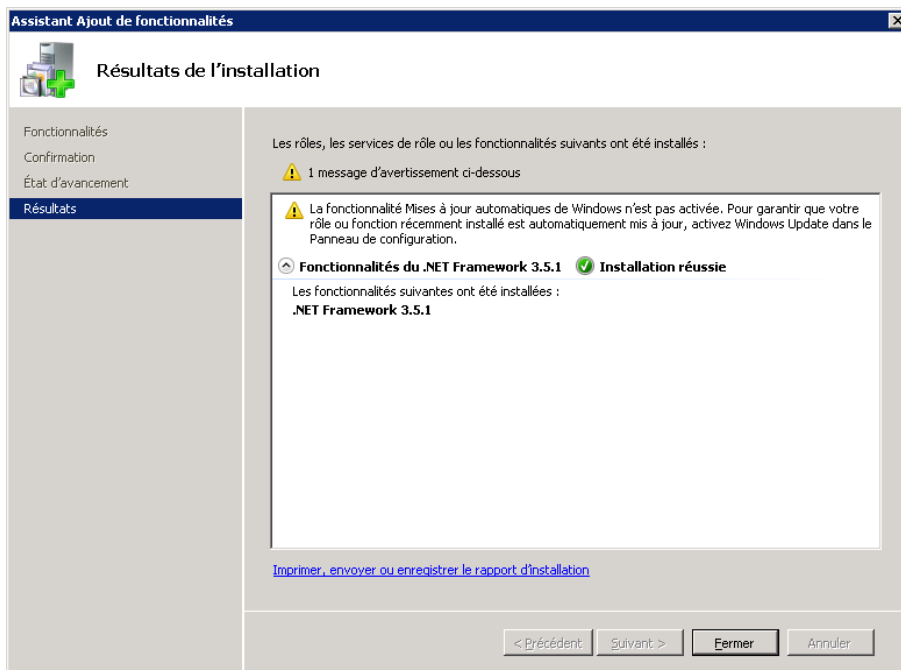 Assistant Ajout de fonctionnalités
Résultats de l'installation
Fonctionnalités
Confirmation
État d'avancement
Résultats
Les rôles, les services de rôle ou les fonctionnalités suivants ont été installés :
1 message d'avertissement ci-dessous
La fonctionnalité Mises à jour automatiques de Windows n'est pas activée. Pour garantir que votre
rôle ou fonction récemment installé est automatiquement mis à jour, activez Windows Update dans le
Panneau de configuration.
Fonctionnalités du .NET Framework 3.5.1 Installation réussie
Les fonctionnalités suivantes ont été installées :
.NET Framework 3.5.1
Imprimer, envoyer ou enregistrer le rapport d'installation
< Précédent Suivant > Fermer Annuler